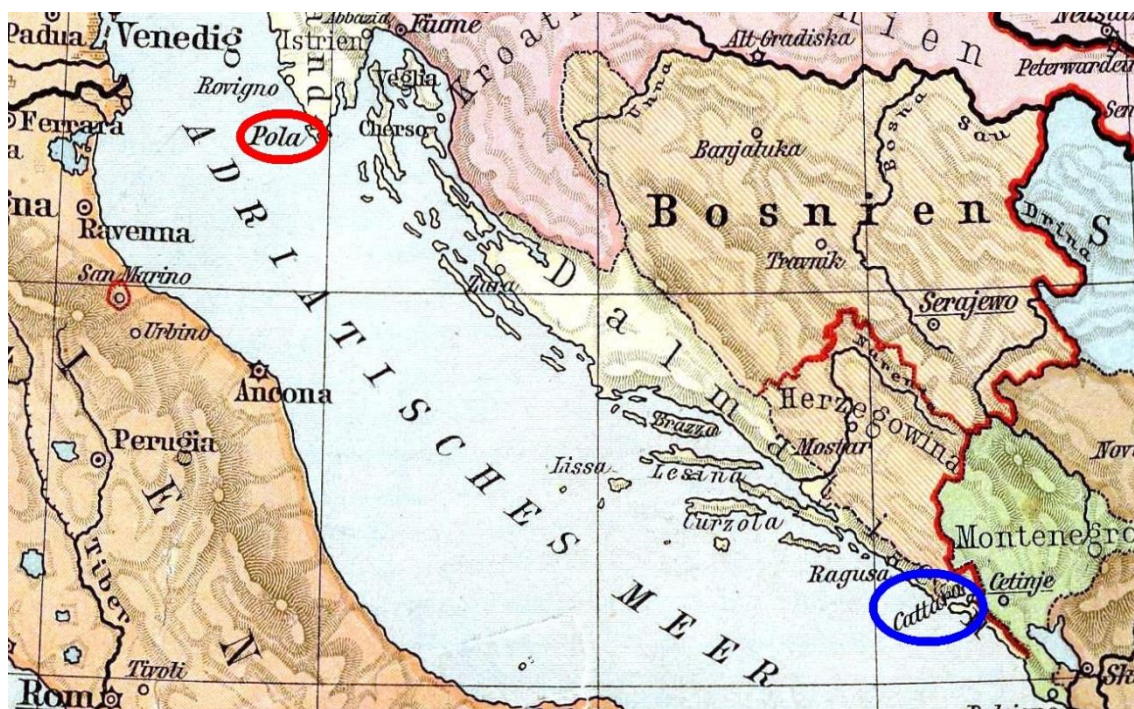 Padua
Venedig
Abbazia
Fiume
Istrien
Veglia
Rovigno
Pola
Cherso
Ferrara
Ravenna
San Marino
Urbino
Ancona
Perugia
Tiber
Tivoli
Rom
ADRIATISCHES
MEER
Zara
Dalmatien
Lissa
Brazza
Lesina
Curzola
Ragusa
Cattaro
Kroati
Alt-Gradiska
Unna
Bosna
Sau
Peterwardein
Banjaluka
Bosnien
Travnik
Serajewo
Drina
S
Narenta
Herzegowina
Mostar
Montenegro
Cetinje